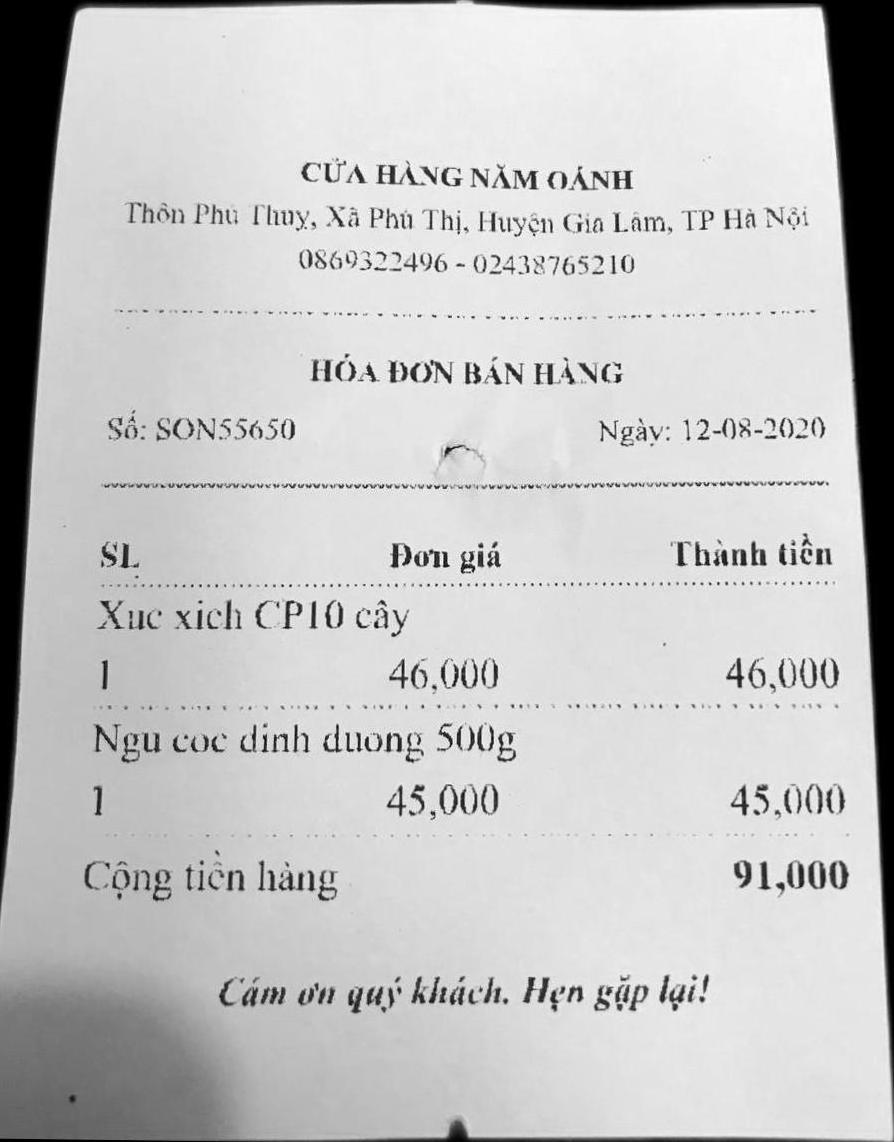 CỬA HÀNG NĂM OÁNH
Thôn Phú Thuỵ, Xã Phú Thị, Huyện Gia Lâm, TP Hà Nội
0869322496 - 02438765210
HÓA ĐƠN BÁN HÀNG
Số: SON55650 Ngày: 12-08-2020
SL Đơn giá Thành tiền
Xuc xich CP10 cây
1 46,000 46,000
Ngu coc dinh duong 500g
1 45,000 45,000
Cộng tiền hàng 91,000
Cám ơn quý khách. Hẹn gặp lại!